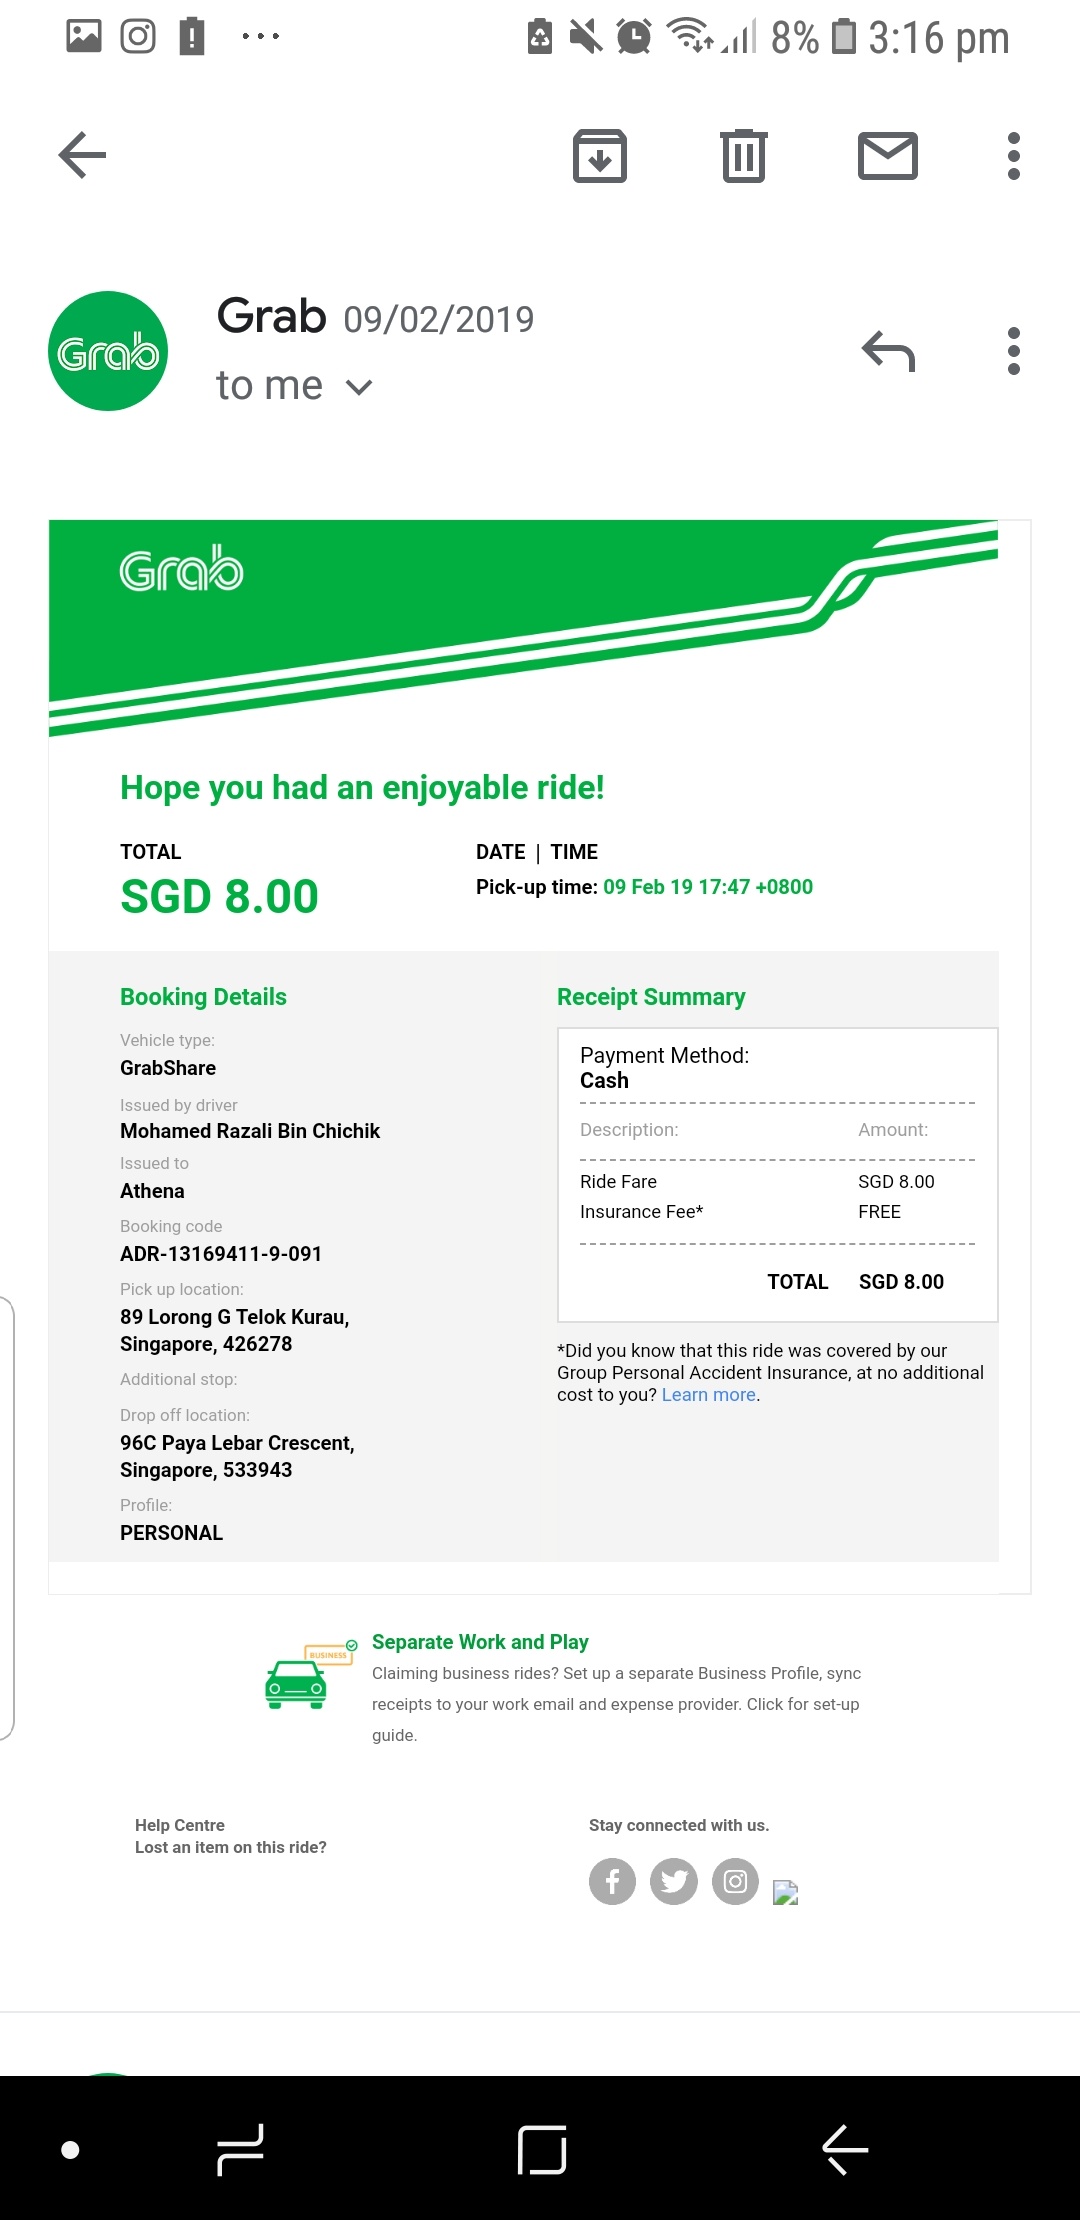 8% 3:16 pm
Grab
Grab 09/02/2019
to me
Grab
Hope you had an enjoyable ride!
TOTAL
SGD 8.00
DATE | TIME
Pick-up time: 09 Feb 19 17:47 +0800
Booking Details
Vehicle type:
GrabShare
Issued by driver
Mohamed Razali Bin Chichik
Issued to
Athena
Booking code
ADR-13169411-9-091
Pick up location:
89 Lorong G Telok Kurau,
Singapore, 426278
Additional stop:
Drop off location:
96C Paya Lebar Crescent,
Singapore, 533943
Profile:
PERSONAL
Receipt Summary
Payment Method:
Cash
Description: Amount:
Ride Fare SGD 8.00
Insurance Fee* FREE
TOTAL SGD 8.00
*Did you know that this ride was covered by our
Group Personal Accident Insurance, at no additional
cost to you? Learn more.
BUSINESS
Separate Work and Play
Claiming business rides? Set up a separate Business Profile, sync
receipts to your work email and expense provider. Click for set-up
guide.
Help Centre
Lost an item on this ride?
Stay connected with us.